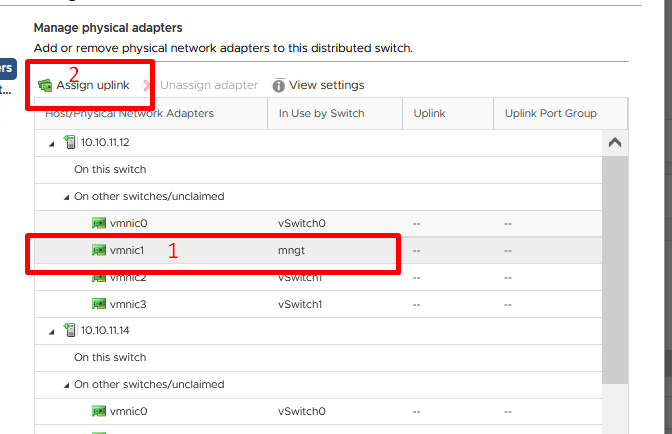 Manage physical adapters
Add or remove physical network adapters to this distributed switch.
ers
t...
2
Assign uplink Unassign adapter View settings
Host/Physical Network Adapters In Use by Switch Uplink Uplink Port Group
10.10.11.12
On this switch
On other switches/unclaimed
vmnic0 vSwitch0 -- --
vmnic1 1 mngt -- --
vmnic2 vSwitch1 -- --
vmnic3 vSwitch1 -- --
10.10.11.14
On this switch
On other switches/unclaimed
vmnic0 vSwitch0 -- --